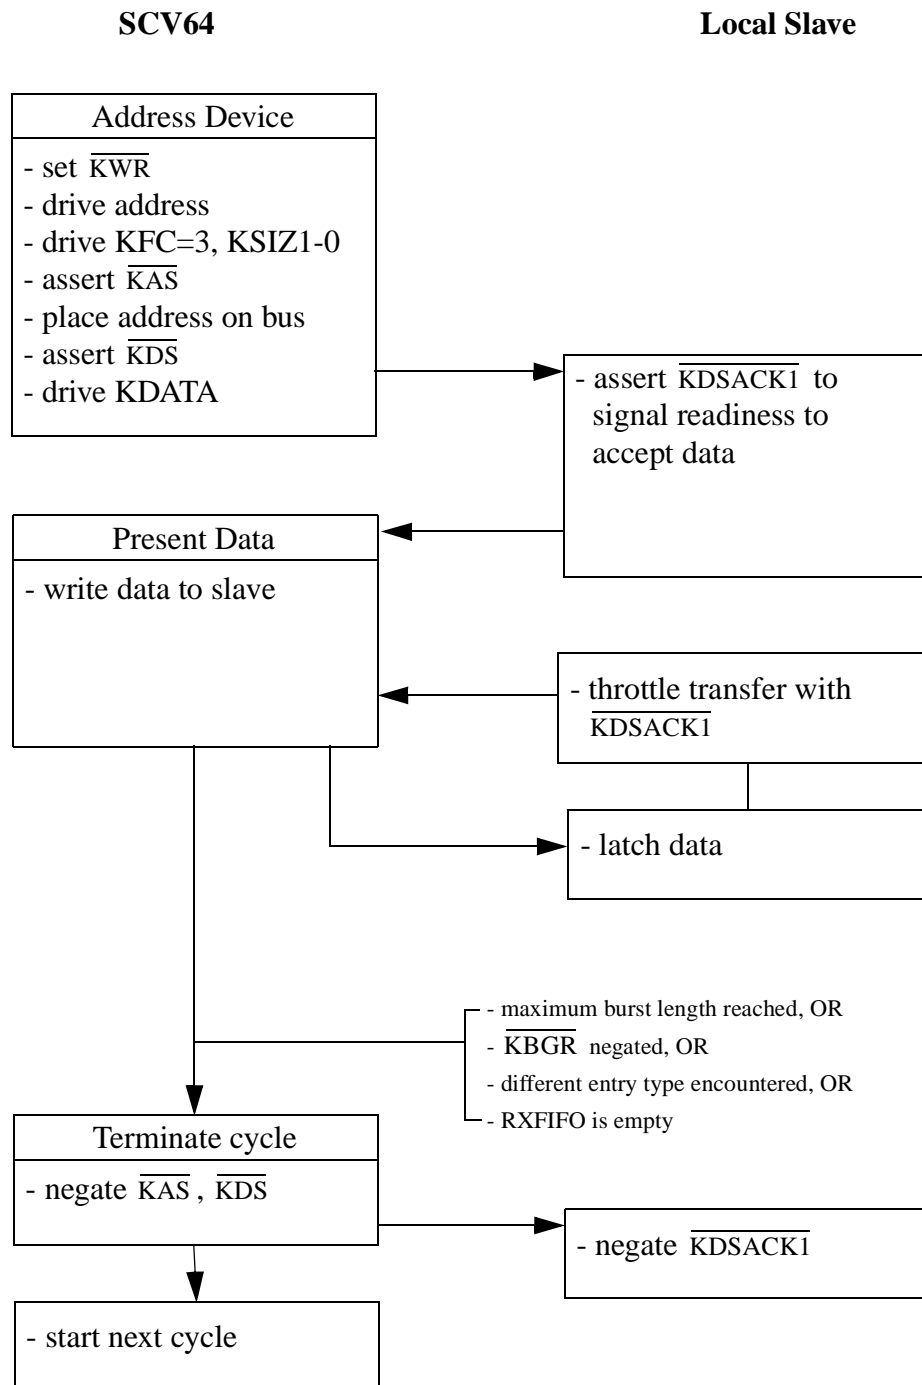 SCV64
Local Slave
Address Device
- set KWR
- drive address
- drive KFC=3, KSIZ1-0
- assert KAS
- place address on bus
- assert KDS
- drive KDATA
- assert KDSACK1 to
signal readiness to
accept data
Present Data
- write data to slave
- throttle transfer with
KDSACK1
- latch data
- maximum burst length reached, OR
- KBGR negated, OR
- different entry type encountered, OR
- RXFIFO is empty
Terminate cycle
- negate KAS , KDS
- negate KDSACK1
- start next cycle